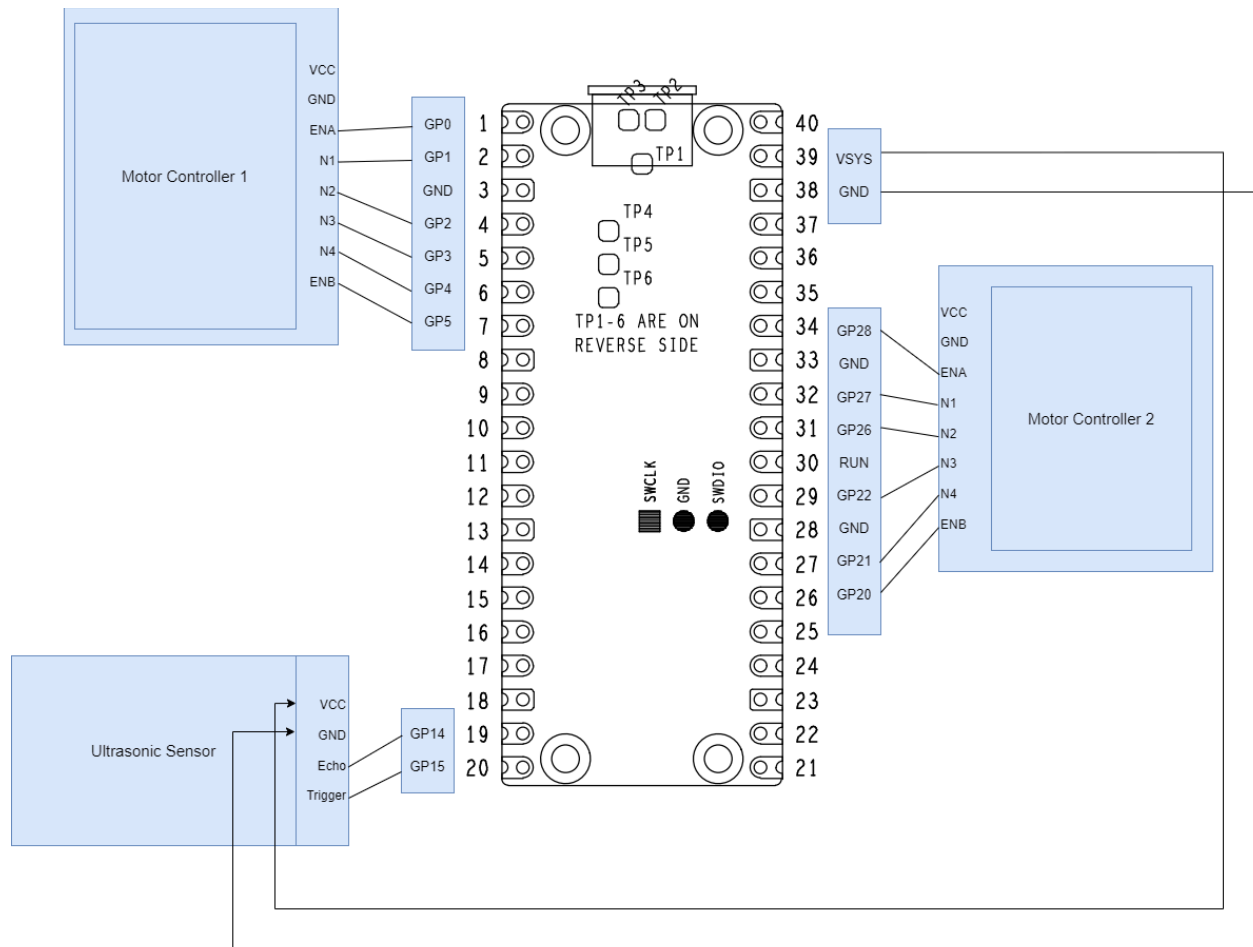 VCC
GND
ENA
N1
N2
N3
N4
ENB
Motor Controller 1
GP0
GP1
GND
GP2
GP3
GP4
GP5
1
2
3
4
5
6
7
8
9
10
11
12
13
14
15
16
17
18
19
20
TP3
TP2
TP1
TP4
TP5
TP6
TP1-6 ARE ON
REVERSE SIDE
SWCLK
GND
SWDIO
40
39
38
37
36
35
34
33
32
31
30
29
28
27
26
25
24
23
22
21
VSYS
GND
GP28
GND
GP27
GP26
RUN
GP22
GND
GP21
GP20
VCC
GND
ENA
N1
N2
N3
N4
ENB
Motor Controller 2
Ultrasonic Sensor
VCC
GND
Echo
Trigger
GP14
GP15